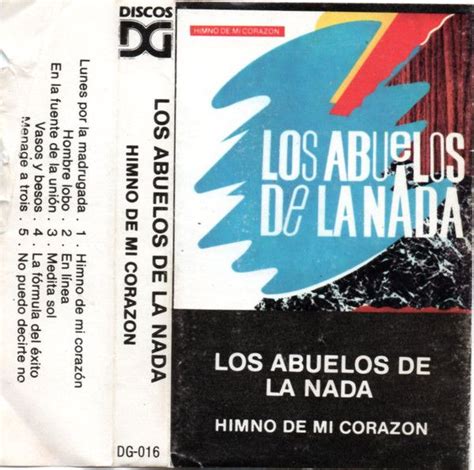 Lunes por la madrugada 1 Himno de mi corazón
Hombre lobo 2 En línea
En la fuente de la unión 3 Medita sol
Vasos y besos 4 La fórmula del éxito
Menagé a trois 5 No puedo decirte no
DISCOS
DG
LOS ABUELOS DE LA NADA
HIMNO DE MI CORAZON
DG-016
HIMNO DE MI CORAZON
LOS ABUeLOS
De LA NADA
LOS ABUELOS DE
LA NADA
HIMNO DE MI CORAZON